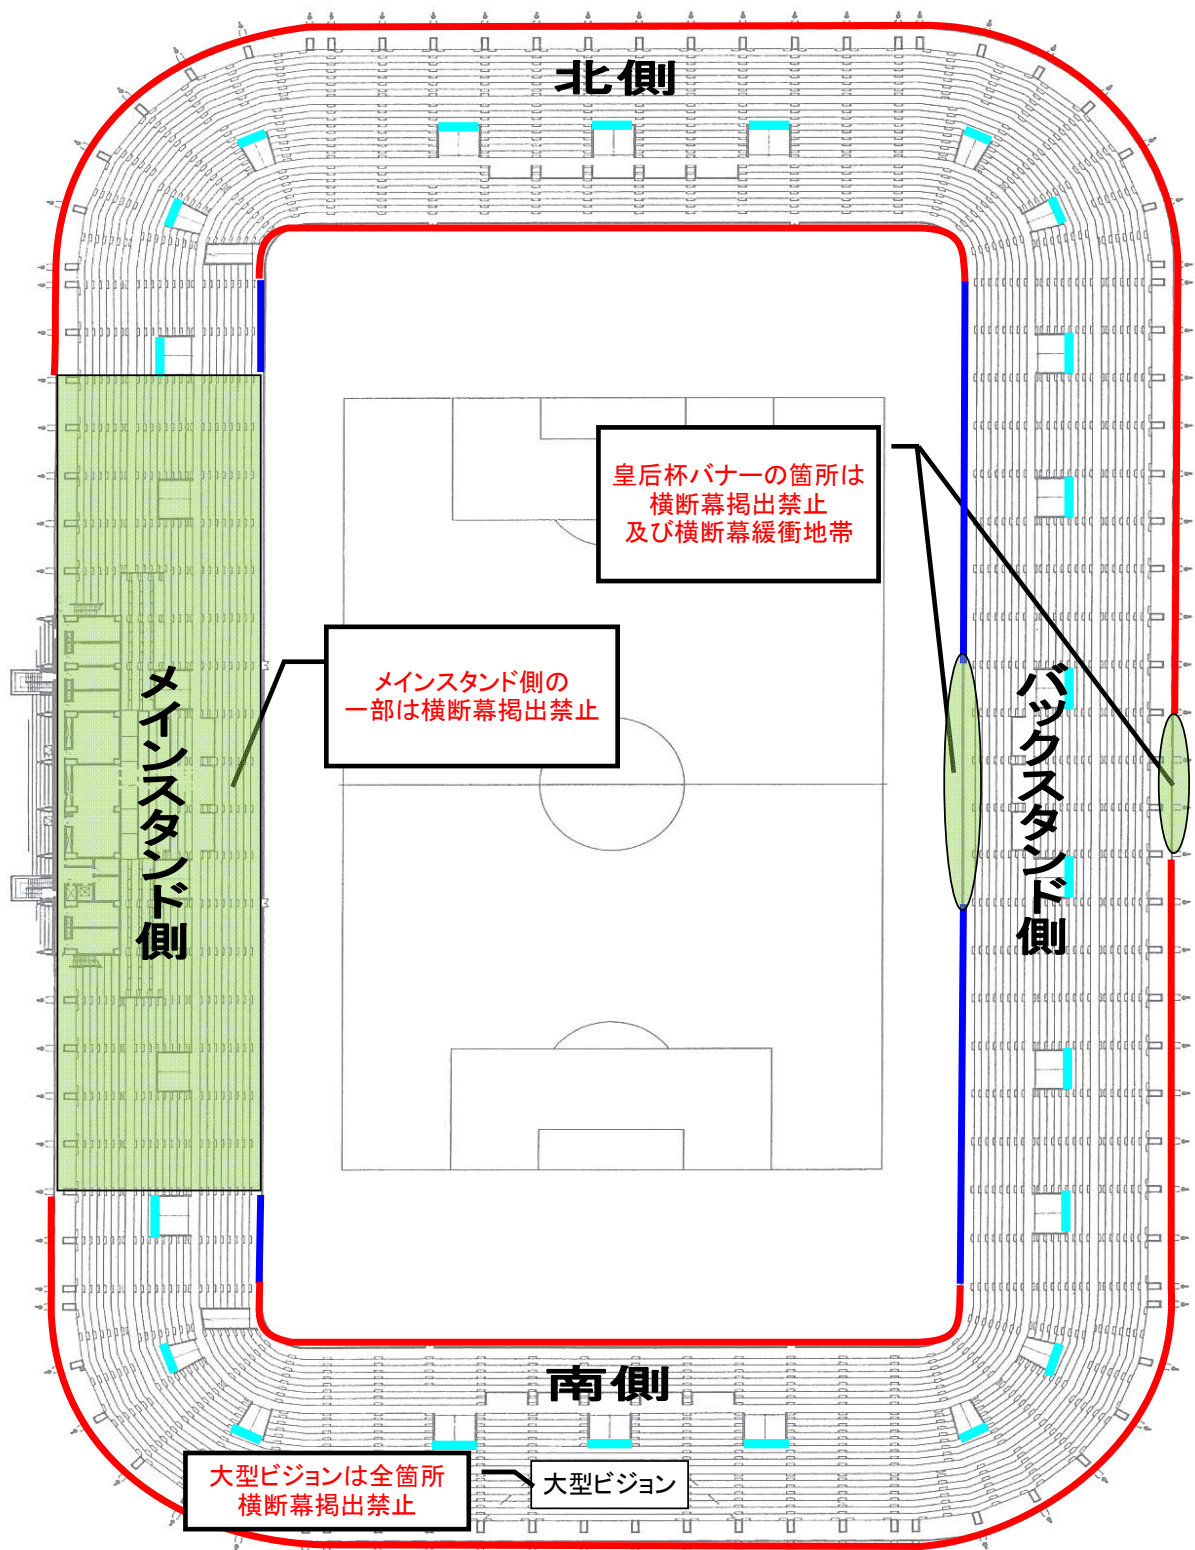 北側
皇后杯バナーの箇所は
横断幕掲出禁止
及び横断幕緩衝地帯
メインスタンド側の
一部は横断幕掲出禁止
メインスタンド側
バックスタンド側
南側
大型ビジョンは全箇所
横断幕掲出禁止
大型ビジョン